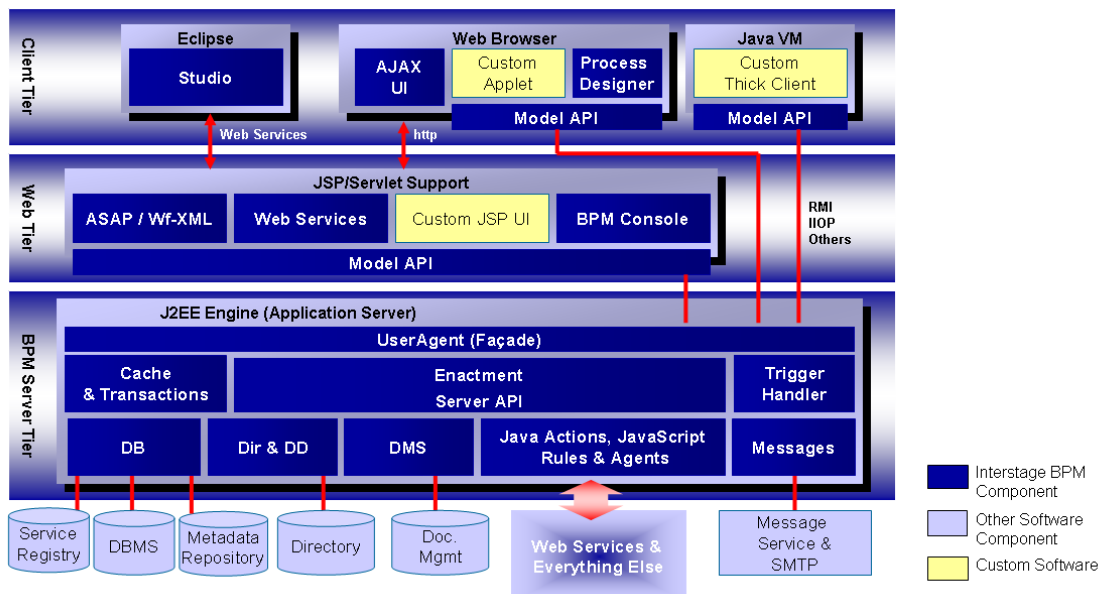 Client Tier
Eclipse
Studio
Web Browser
AJAX
UI
Custom
Applet
Process
Designer
Model API
Java VM
Custom
Thick Client
Model API
Web Services
http
Web Tier
JSP/Servlet Support
ASAP / Wf-XML
Web Services
Custom JSP UI
BPM Console
Model API
RMI
IIOP
Others
BPM Server Tier
J2EE Engine (Application Server)
UserAgent (Façade)
Cache
& Transactions
Enactment
Server API
Trigger
Handler
DB
Dir & DD
DMS
Java Actions, JavaScript
Rules & Agents
Messages
Service
Registry
DBMS
Metadata
Repository
Directory
Doc.
Mgmt
Web Services &
Everything Else
Message
Service &
SMTP
Interstage BPM
Component
Other Software
Component
Custom Software